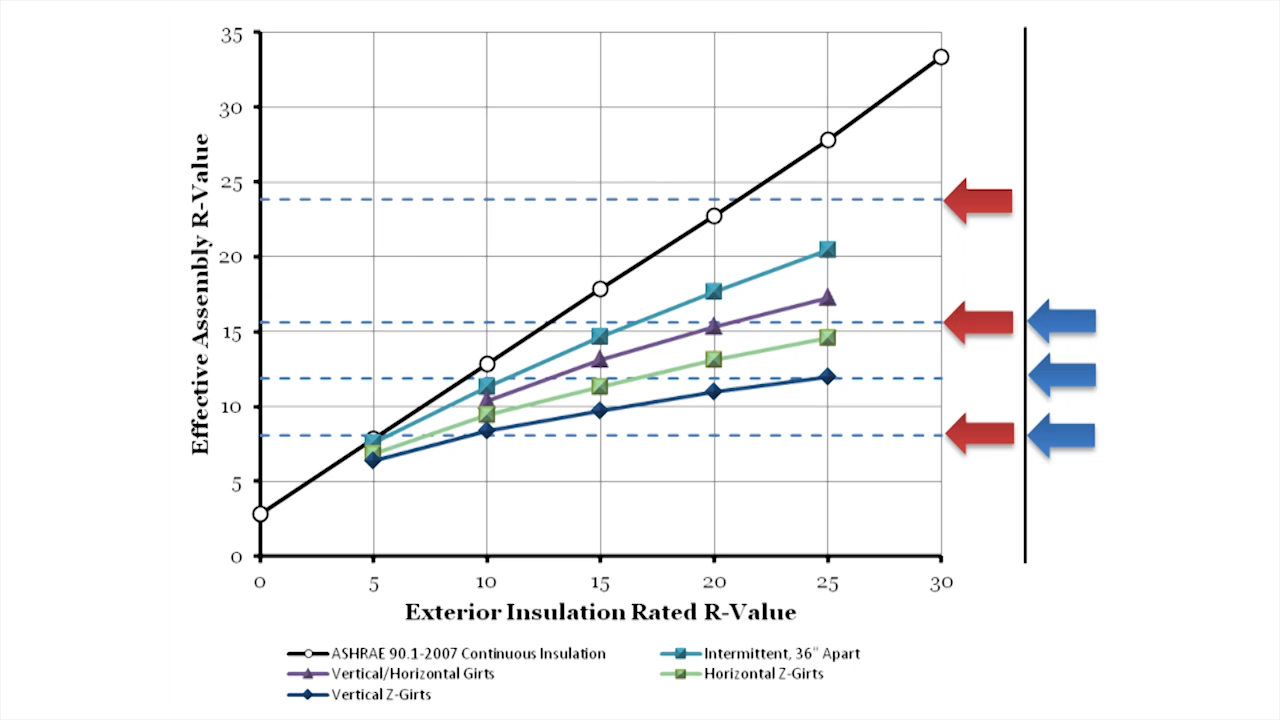 35
30
25
20
15
10
5
0
Effective Assembly R-Value
0 5 10 15 20 25 30
Exterior Insulation Rated R-Value
ASHRAE 90.1-2007 Continuous Insulation
Intermittent, 36" Apart
Vertical/Horizontal Girts
Horizontal Z-Girts
Vertical Z-Girts